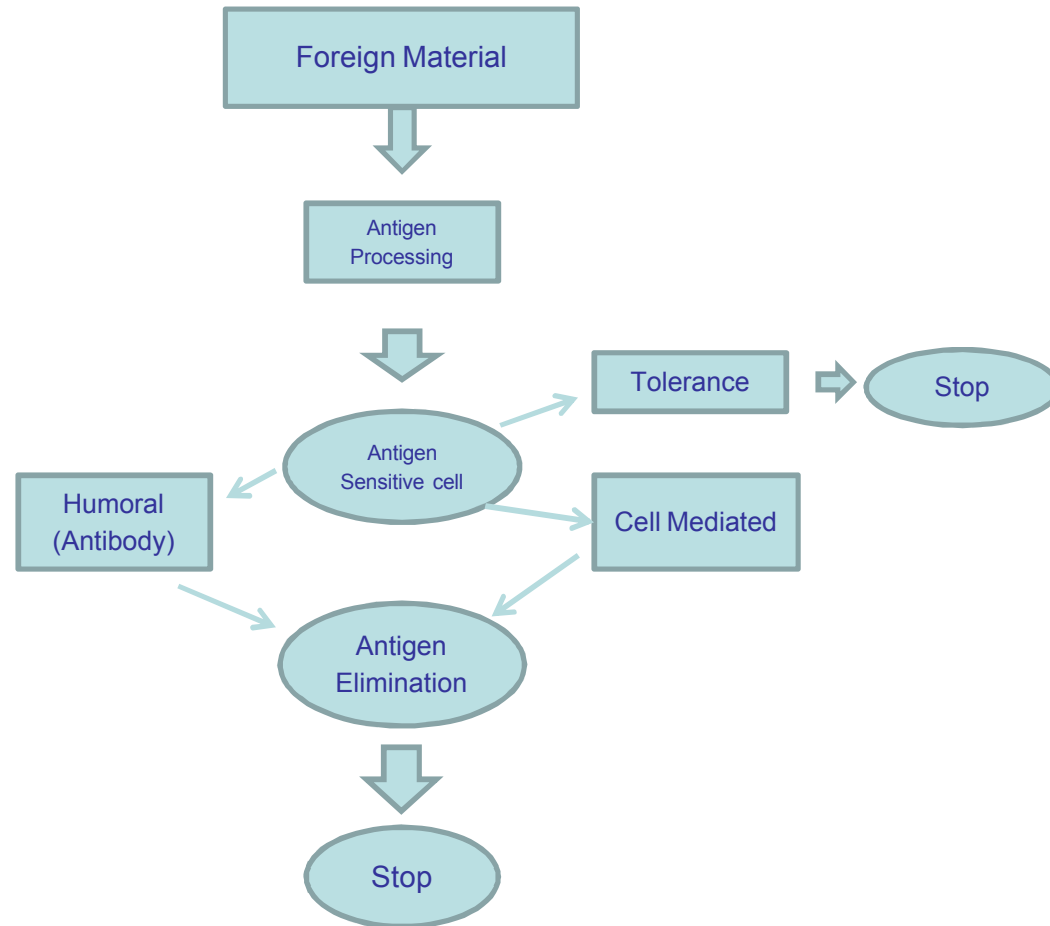 Foreign Material
Antigen
Processing
Tolerance
Stop
Antigen
Sensitive cell
Humoral
(Antibody)
Cell Mediated
Antigen
Elimination
Stop